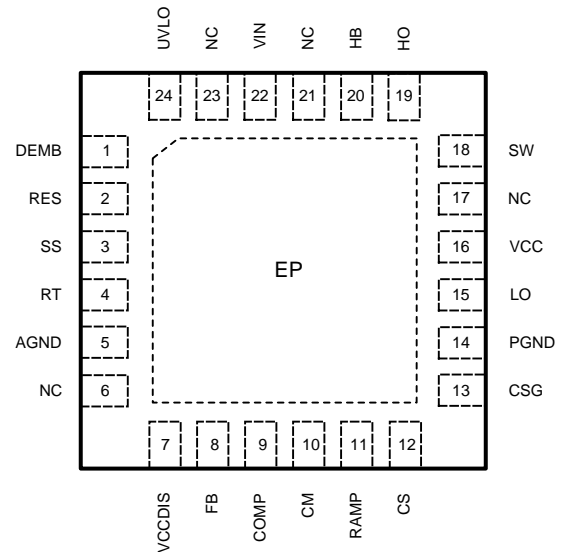 UVLO NC VIN NC HB HO
24 23 22 21 20 19
DEMB 1 18 SW
RES 2 17 NC
SS 3 16 VCC
EP
RT 4 15 LO
AGND 5 14 PGND
NC 6 13 CSG
7 8 9 10 11 12
VCCDIS FB COMP CM RAMP CS